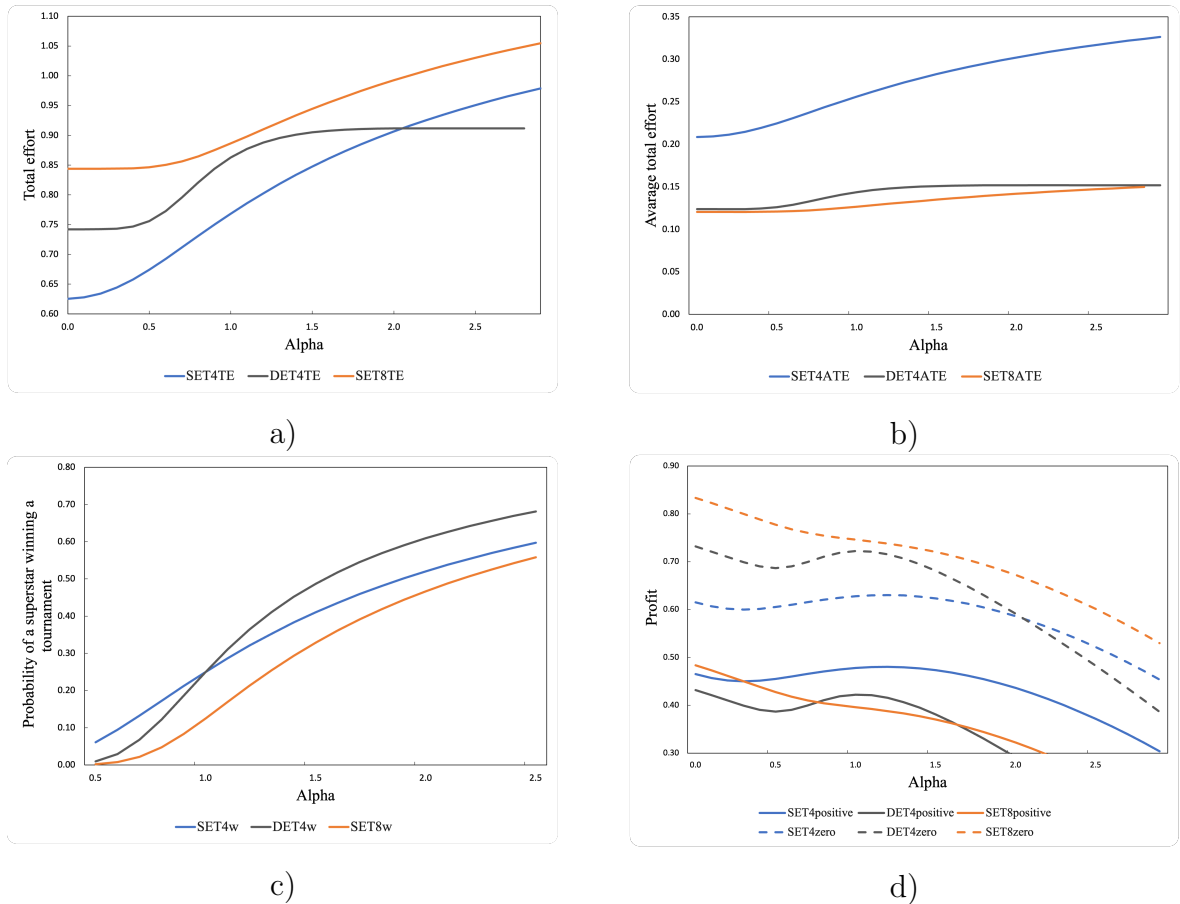 1.10
1.05
1.00
0.95
0.90
0.85
0.80
0.75
0.70
0.65
0.60
Total effort
0.0 0.5 1.0 1.5 2.0 2.5
Alpha
SET4TE DET4TE SET8TE
a)
0.35
0.30
0.25
0.20
0.15
0.10
0.05
0.00
Avarage total effort
0.0 0.5 1.0 1.5 2.0 2.5
Alpha
SET4ATE DET4ATE SET8ATE
b)
0.80
0.70
0.60
0.50
0.40
0.30
0.20
0.10
0.00
Probability of a superstar winning a
tournament
0.5 1.0 1.5 2.0 2.5
Alpha
SET4w DET4w SET8w
c)
0.90
0.80
0.70
0.60
0.50
0.40
0.30
Profit
0.0 0.5 1.0 1.5 2.0 2.5
Alpha
SET4positive DET4positive SET8positive
SET4zero DET4zero SET8zero
d)